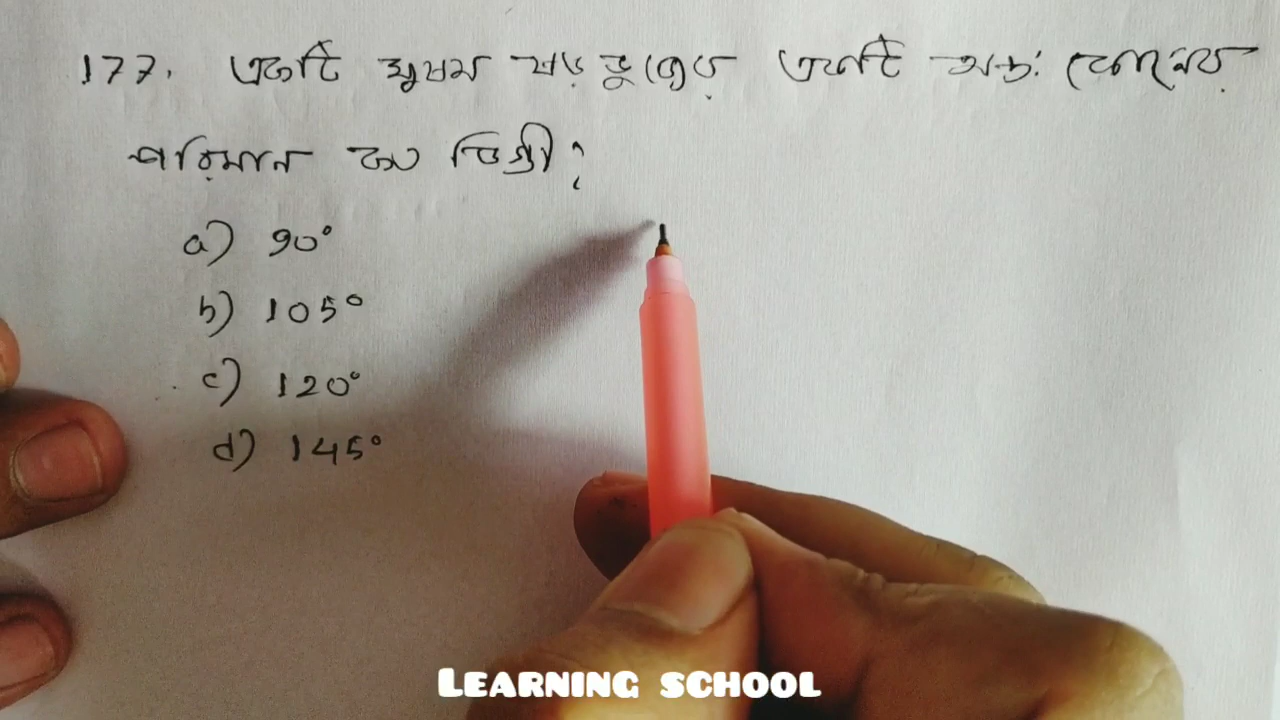 177. একটি সুষম ষড়ভুজের একটি অন্ত: কোনের
পরিমান কত ডিগ্রী?
a) 90°
b) 105°
c) 120°
d) 145°
LEARNING SCHOOL